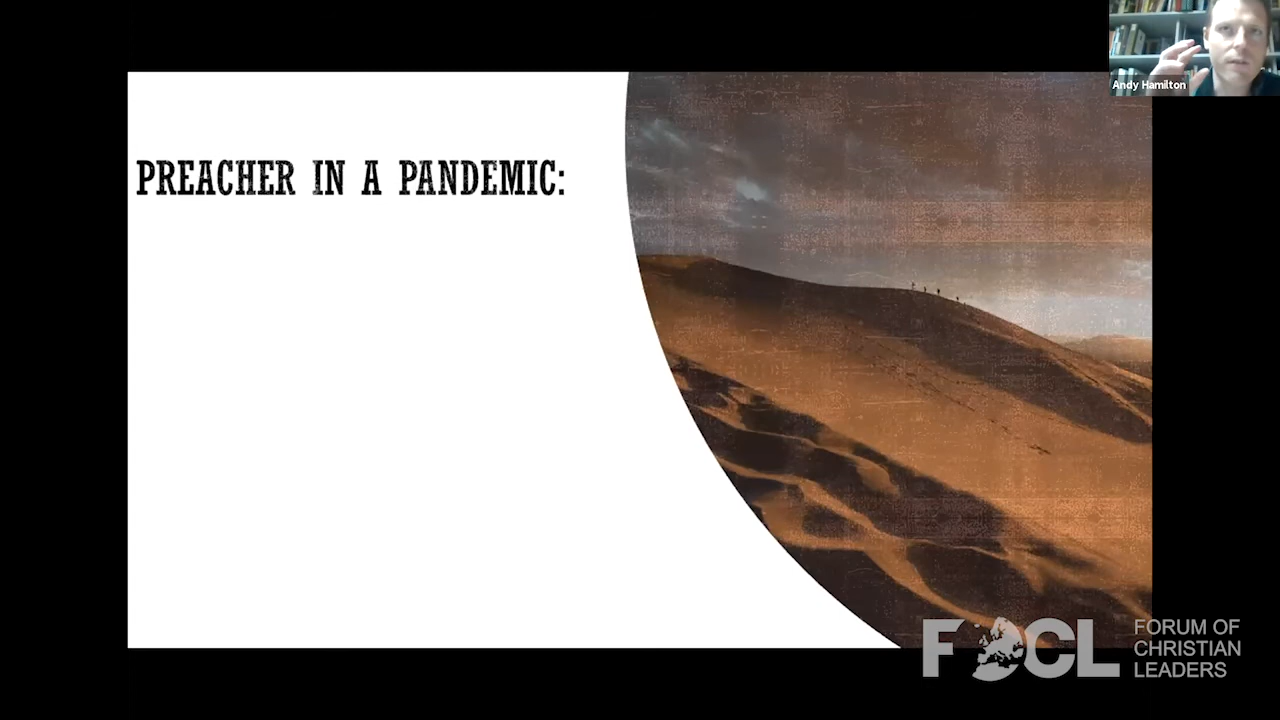 Andy Hamilton
PREACHER IN A PANDEMIC:
FOCL
FORUM OF
CHRISTIAN
LEADERS